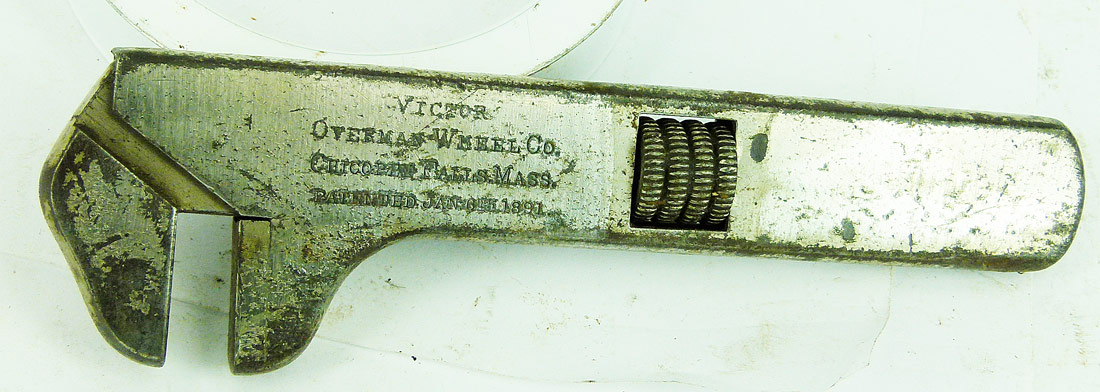 VICTOR
OVERMAN WHEEL CO.
CHICOPEE FALLS. MASS.
PATENTED. JAN. 6TH. 1891.